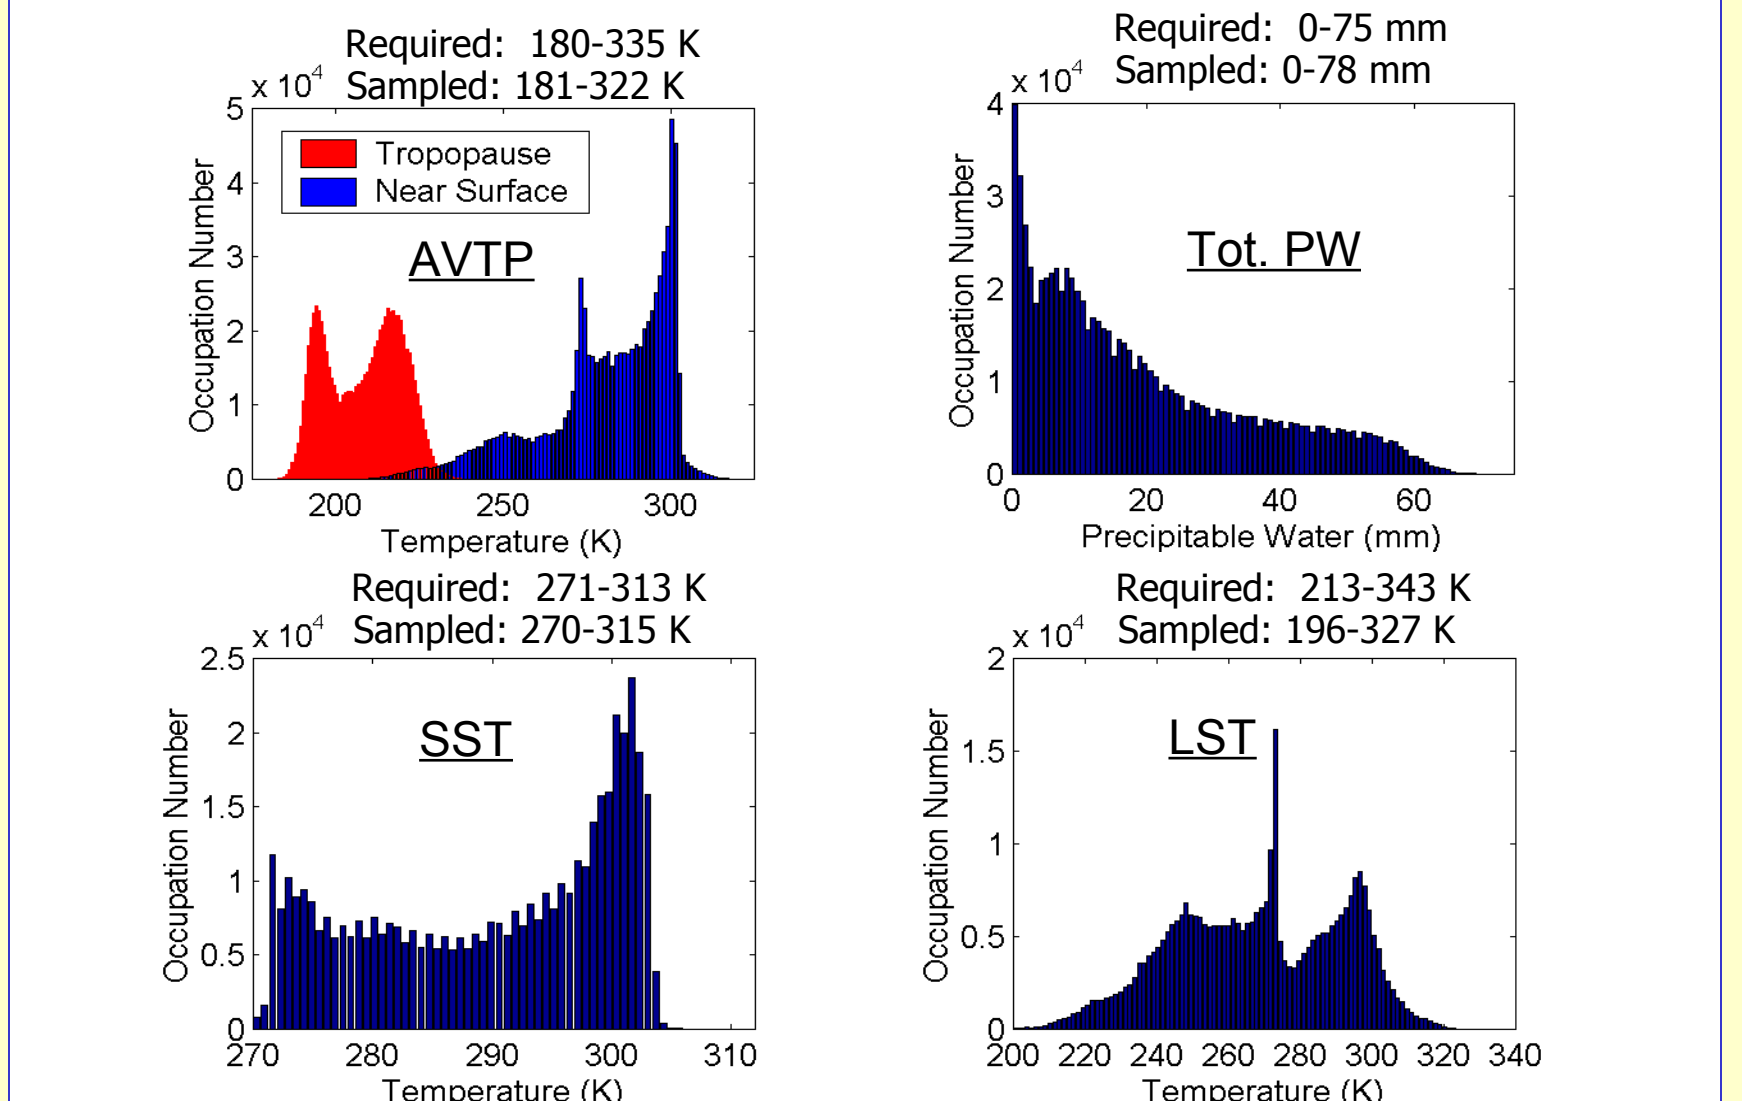 Required: 180-335 K
Sampled: 181-322 K
x 10^4
5
4
3
2
1
0
Occupation Number
Tropopause
Near Surface
AVTP
200 250 300
Temperature (K)
Required: 0-75 mm
Sampled: 0-78 mm
x 10^4
4
3
2
1
0
Occupation Number
Tot. PW
0 20 40 60
Precipitable Water (mm)
Required: 271-313 K
Sampled: 270-315 K
x 10^4
2.5
2
1.5
1
0.5
0
Occupation Number
SST
270 280 290 300 310
Temperature (K)
Required: 213-343 K
Sampled: 196-327 K
x 10^4
2
1.5
1
0.5
0
Occupation Number
LST
200 220 240 260 280 300 320 340
Temperature (K)